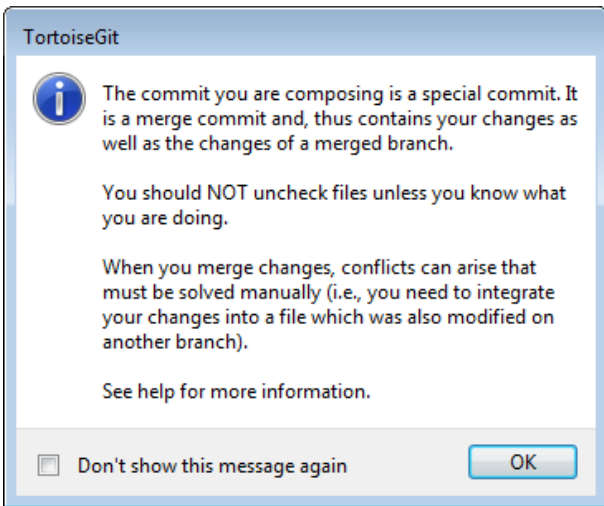 TortoiseGit
The commit you are composing is a special commit. It
is a merge commit and, thus contains your changes as
well as the changes of a merged branch.
You should NOT uncheck files unless you know what
you are doing.
When you merge changes, conflicts can arise that
must be solved manually (i.e., you need to integrate
your changes into a file which was also modified on
another branch).
See help for more information.
Don't show this message again
OK